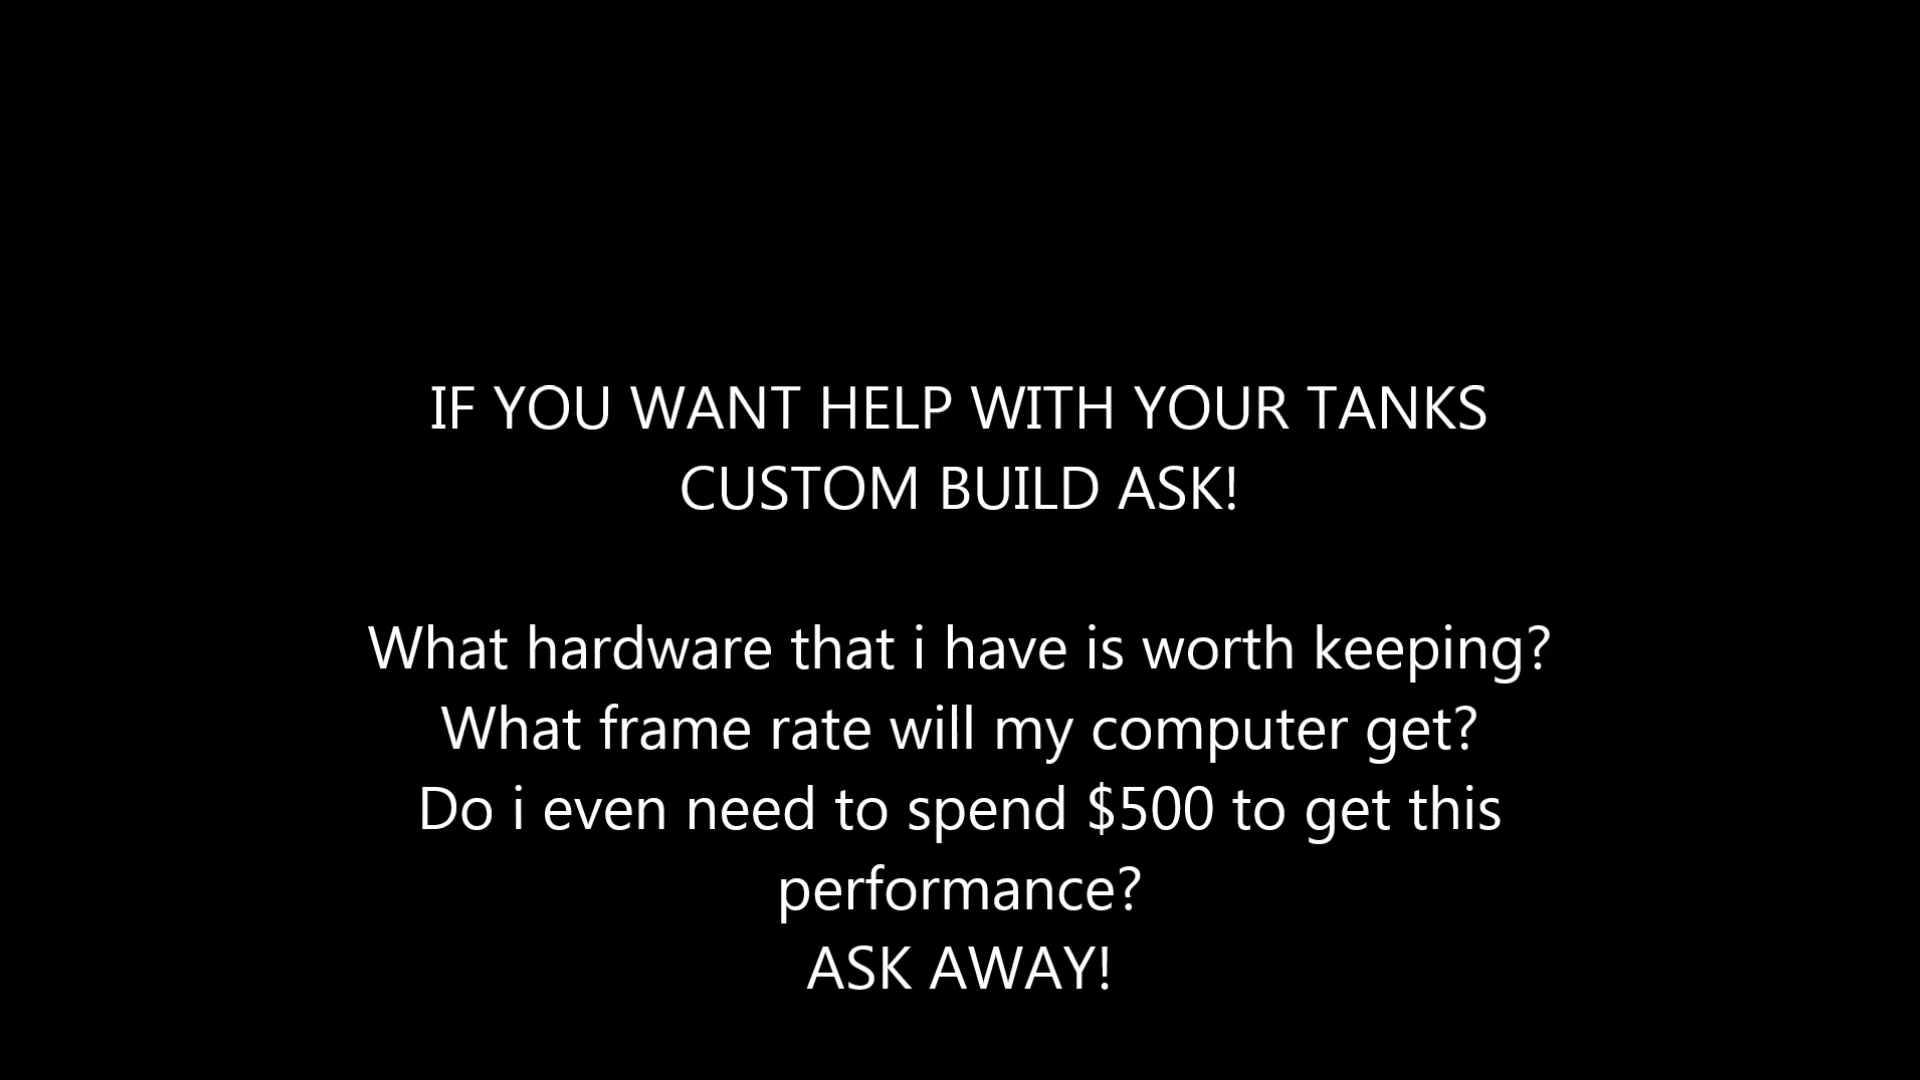 IF YOU WANT HELP WITH YOUR TANKS
CUSTOM BUILD ASK!
What hardware that i have is worth keeping?
What frame rate will my computer get?
Do i even need to spend $500 to get this
performance?
ASK AWAY!